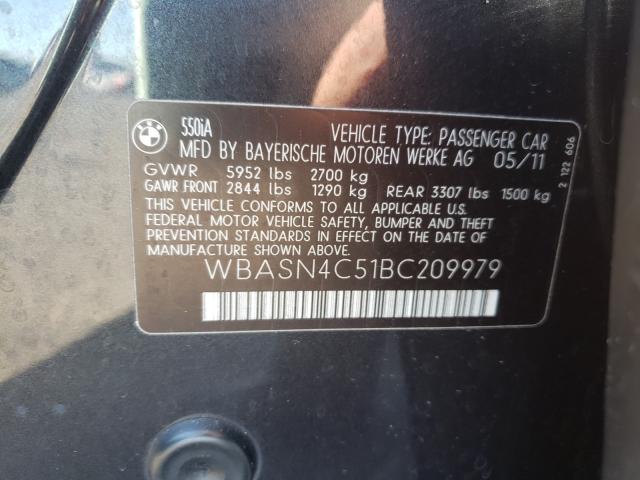 BMW
550iA
VEHICLE TYPE: PASSENGER CAR
MFD BY BAYERISCHE MOTOREN WERKE AG 05/11
GVWR 5952 lbs 2700 kg
GAWR FRONT 2844 lbs 1290 kg REAR 3307 lbs 1500 kg
THIS VEHICLE CONFORMS TO ALL APPLICABLE U.S.
FEDERAL MOTOR VEHICLE SAFETY, BUMPER AND THEFT
PREVENTION STANDARDS IN EFFECT ON THE DATE OF
MANUFACTURE SHOWN ABOVE.
WBASN4C51BC209979
2 122 606